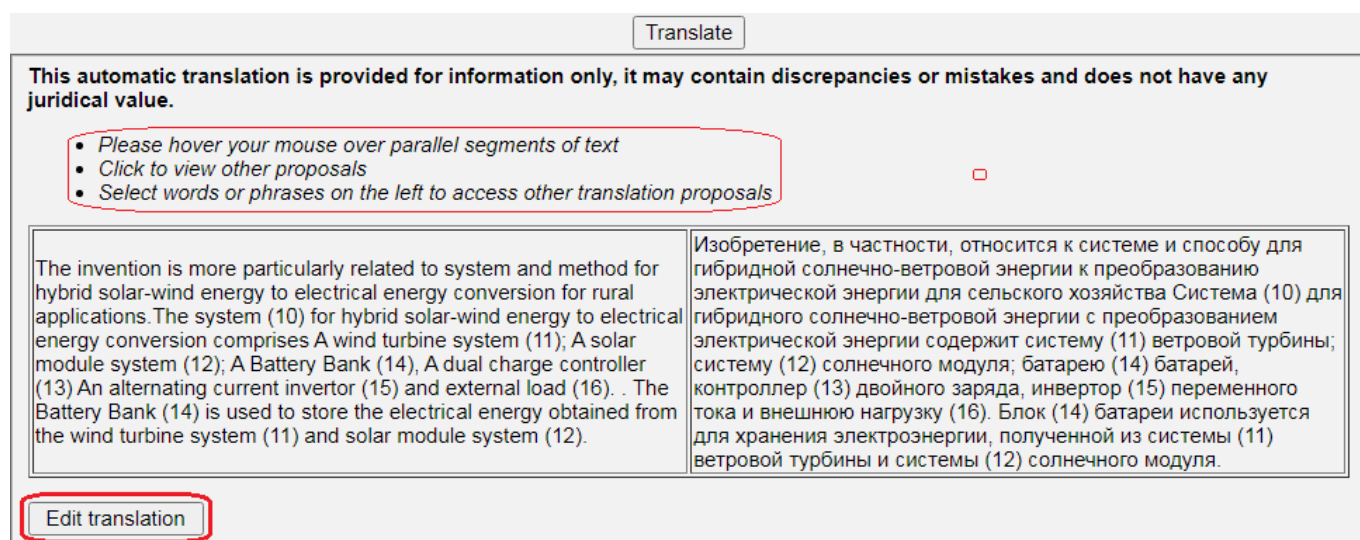 Translate
This automatic translation is provided for information only, it may contain discrepancies or mistakes and does not have any
juridical value.
• Please hover your mouse over parallel segments of text
• Click to view other proposals
• Select words or phrases on the left to access other translation proposals
The invention is more particularly related to system and method for
hybrid solar-wind energy to electrical energy conversion for rural
applications.The system (10) for hybrid solar-wind energy to electrical
energy conversion comprises A wind turbine system (11); A solar
module system (12); A Battery Bank (14), A dual charge controller
(13) An alternating current invertor (15) and external load (16). . The
Battery Bank (14) is used to store the electrical energy obtained from
the wind turbine system (11) and solar module system (12).
Изобретение, в частности, относится к системе и способу для
гибридной солнечно-ветровой энергии к преобразованию
электрической энергии для сельского хозяйства Система (10) для
гибридного солнечно-ветровой энергии с преобразованием
электрической энергии содержит систему (11) ветровой турбины;
систему (12) солнечного модуля; батарею (14) батарей,
контроллер (13) двойного заряда, инвертор (15) переменного
тока и внешнюю нагрузку (16). Блок (14) батареи используется
для хранения электроэнергии, полученной из системы (11)
ветровой турбины и системы (12) солнечного модуля.
Edit translation